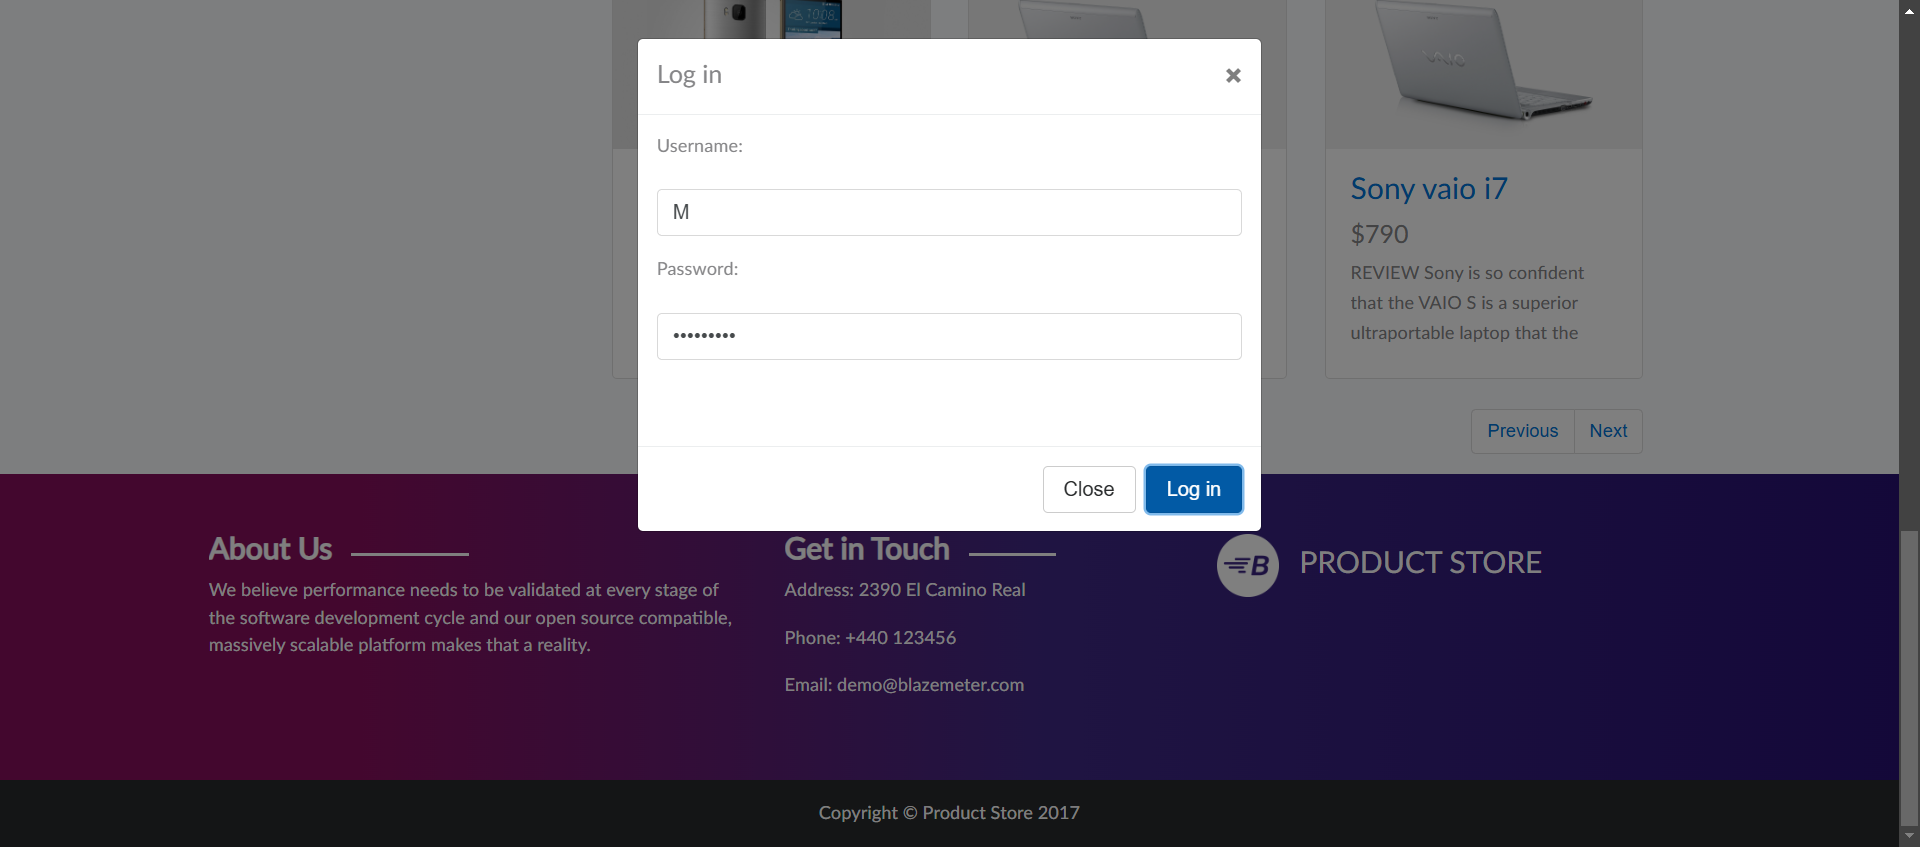 10:08
VAIO
Log in
×
Username:
M
Password:
•••••••••
Close
Log in
Sony vaio i7
$790
REVIEW Sony is so confident
that the VAIO S is a superior
ultraportable laptop that the
Previous
Next
About Us
We believe performance needs to be validated at every stage of
the software development cycle and our open source compatible,
massively scalable platform makes that a reality.
Get in Touch
Address: 2390 El Camino Real
Phone: +440 123456
Email: demo@blazemeter.com
B
PRODUCT STORE
Copyright © Product Store 2017